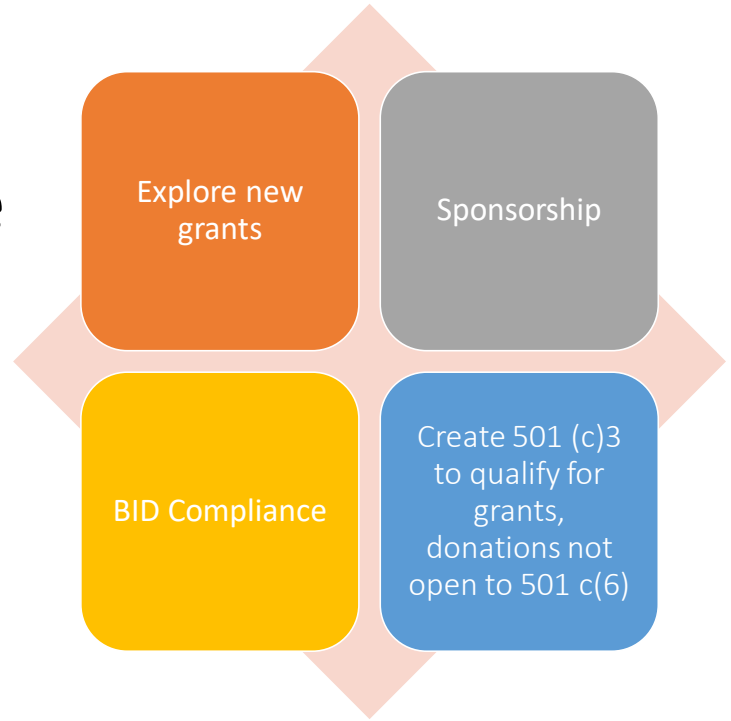 e
Explore new
grants
Sponsorship
BID Compliance
Create 501 (c)3
to qualify for
grants,
donations not
open to 501 c(6)